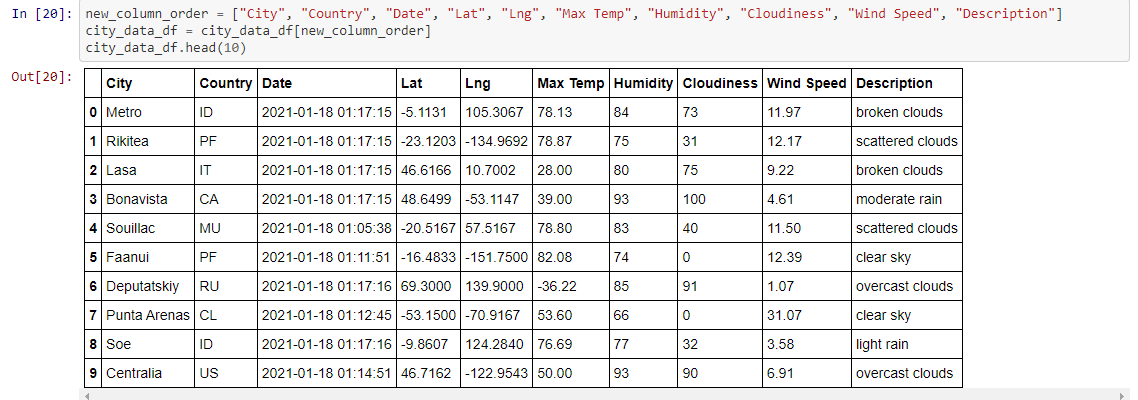 In [20]: new_column_order = ["City", "Country", "Date", "Lat", "Lng", "Max Temp", "Humidity", "Cloudiness", "Wind Speed", "Description"]
city_data_df = city_data_df[new_column_order]
city_data_df.head(10)
Out[20]:
City Country Date Lat Lng Max Temp Humidity Cloudiness Wind Speed Description
0 Metro ID 2021-01-18 01:17:15 -5.1131 105.3067 78.13 84 73 11.97 broken clouds
1 Rikitea PF 2021-01-18 01:17:15 -23.1203 -134.9692 78.87 75 31 12.17 scattered clouds
2 Lasa IT 2021-01-18 01:17:15 46.6166 10.7002 28.00 80 75 9.22 broken clouds
3 Bonavista CA 2021-01-18 01:17:15 48.6499 -53.1147 39.00 93 100 4.61 moderate rain
4 Souillac MU 2021-01-18 01:05:38 -20.5167 57.5167 78.80 83 40 11.50 scattered clouds
5 Faanui PF 2021-01-18 01:11:51 -16.4833 -151.7500 82.08 74 0 12.39 clear sky
6 Deputatskiy RU 2021-01-18 01:17:16 69.3000 139.9000 -36.22 85 91 1.07 overcast clouds
7 Punta Arenas CL 2021-01-18 01:12:45 -53.1500 -70.9167 53.60 66 0 31.07 clear sky
8 Soe ID 2021-01-18 01:17:16 -9.8607 124.2840 76.69 77 32 3.58 light rain
9 Centralia US 2021-01-18 01:14:51 46.7162 -122.9543 50.00 93 90 6.91 overcast clouds